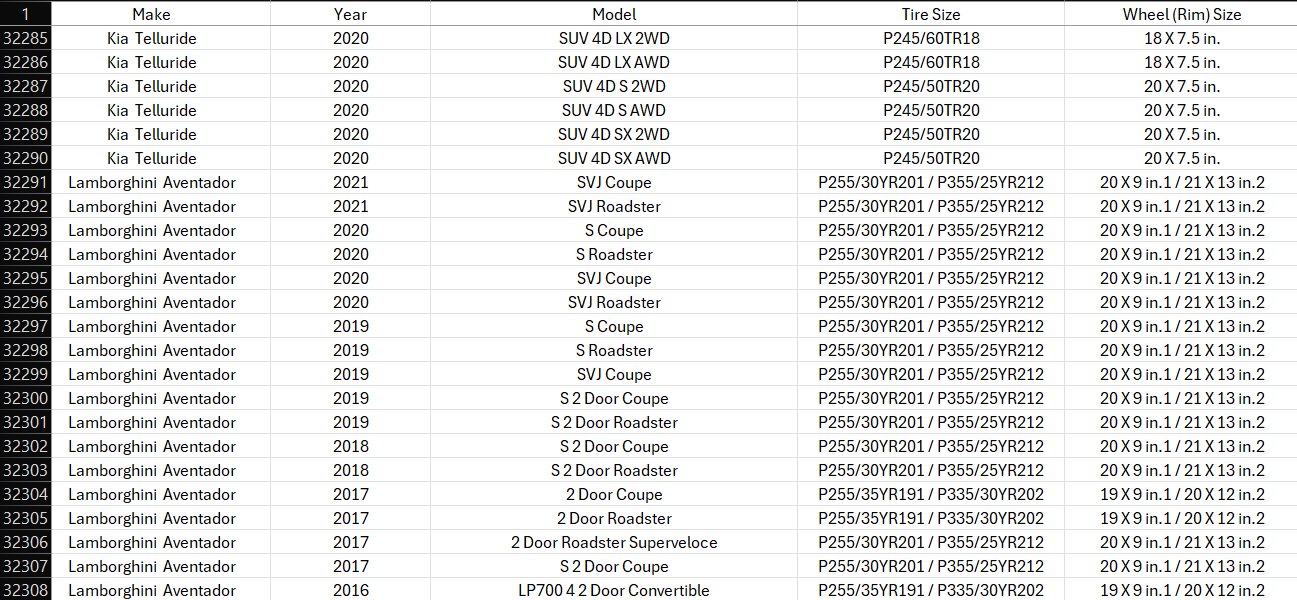 1 Make Year Model Tire Size Wheel (Rim) Size
32285 Kia Telluride 2020 SUV 4D LX 2WD P245/60TR18 18 X 7.5 in.
32286 Kia Telluride 2020 SUV 4D LX AWD P245/60TR18 18 X 7.5 in.
32287 Kia Telluride 2020 SUV 4D S 2WD P245/50TR20 20 X 7.5 in.
32288 Kia Telluride 2020 SUV 4D S AWD P245/50TR20 20 X 7.5 in.
32289 Kia Telluride 2020 SUV 4D SX 2WD P245/50TR20 20 X 7.5 in.
32290 Kia Telluride 2020 SUV 4D SX AWD P245/50TR20 20 X 7.5 in.
32291 Lamborghini Aventador 2021 SVJ Coupe P255/30YR201 / P355/25YR212 20 X 9 in.1 / 21 X 13 in.2
32292 Lamborghini Aventador 2021 SVJ Roadster P255/30YR201 / P355/25YR212 20 X 9 in.1 / 21 X 13 in.2
32293 Lamborghini Aventador 2020 S Coupe P255/30YR201 / P355/25YR212 20 X 9 in.1 / 21 X 13 in.2
32294 Lamborghini Aventador 2020 S Roadster P255/30YR201 / P355/25YR212 20 X 9 in.1 / 21 X 13 in.2
32295 Lamborghini Aventador 2020 SVJ Coupe P255/30YR201 / P355/25YR212 20 X 9 in.1 / 21 X 13 in.2
32296 Lamborghini Aventador 2020 SVJ Roadster P255/30YR201 / P355/25YR212 20 X 9 in.1 / 21 X 13 in.2
32297 Lamborghini Aventador 2019 S Coupe P255/30YR201 / P355/25YR212 20 X 9 in.1 / 21 X 13 in.2
32298 Lamborghini Aventador 2019 S Roadster P255/30YR201 / P355/25YR212 20 X 9 in.1 / 21 X 13 in.2
32299 Lamborghini Aventador 2019 SVJ Coupe P255/30YR201 / P355/25YR212 20 X 9 in.1 / 21 X 13 in.2
32300 Lamborghini Aventador 2019 S 2 Door Coupe P255/30YR201 / P355/25YR212 20 X 9 in.1 / 21 X 13 in.2
32301 Lamborghini Aventador 2019 S 2 Door Roadster P255/30YR201 / P355/25YR212 20 X 9 in.1 / 21 X 13 in.2
32302 Lamborghini Aventador 2018 S 2 Door Coupe P255/30YR201 / P355/25YR212 20 X 9 in.1 / 21 X 13 in.2
32303 Lamborghini Aventador 2018 S 2 Door Roadster P255/30YR201 / P355/25YR212 20 X 9 in.1 / 21 X 13 in.2
32304 Lamborghini Aventador 2017 2 Door Coupe P255/35YR191 / P335/30YR202 19 X 9 in.1 / 20 X 12 in.2
32305 Lamborghini Aventador 2017 2 Door Roadster P255/35YR191 / P335/30YR202 19 X 9 in.1 / 20 X 12 in.2
32306 Lamborghini Aventador 2017 2 Door Roadster Superveloce P255/30YR201 / P355/25YR212 20 X 9 in.1 / 21 X 13 in.2
32307 Lamborghini Aventador 2017 S 2 Door Coupe P255/30YR201 / P355/25YR212 20 X 9 in.1 / 21 X 13 in.2
32308 Lamborghini Aventador 2016 LP700 4 2 Door Convertible P255/35YR191 / P335/30YR202 19 X 9 in.1 / 20 X 12 in.2